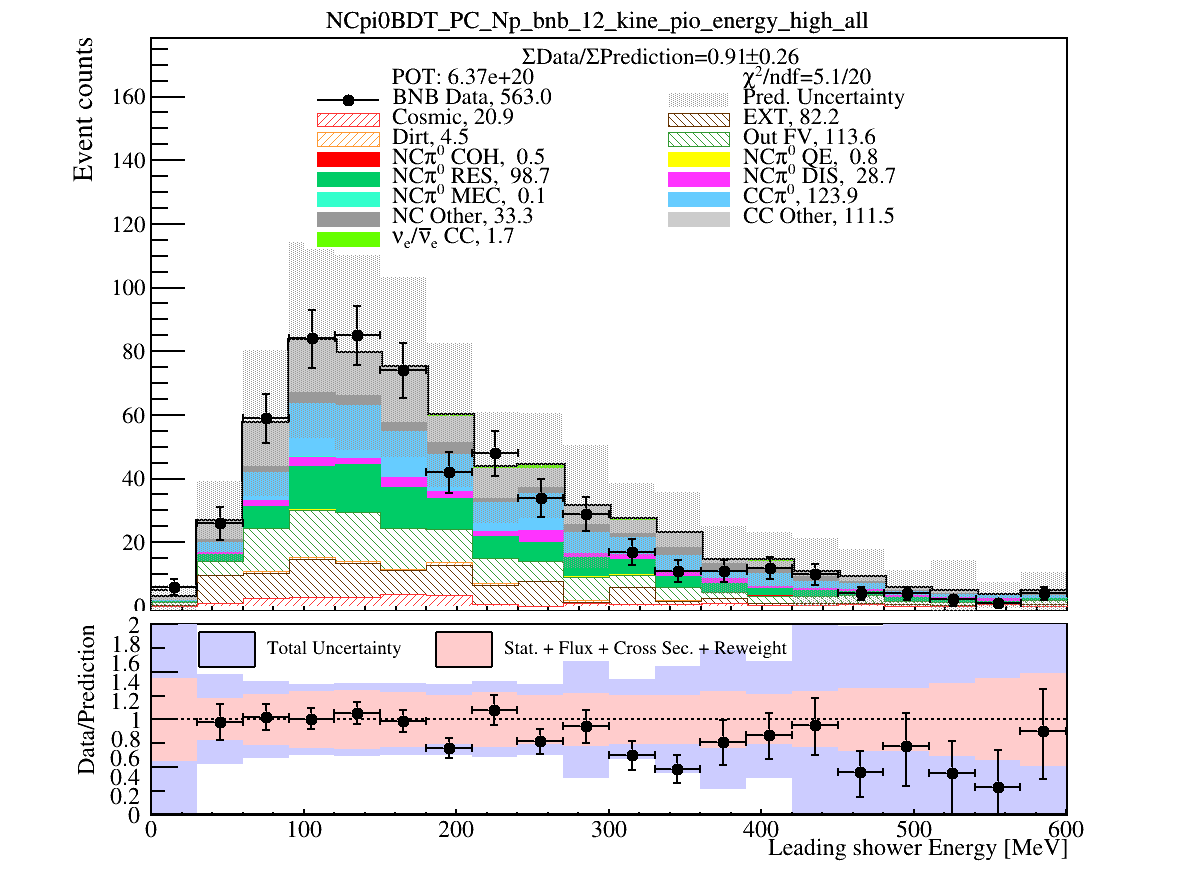 NCpi0BDT_PC_Np_bnb_12_kine_pio_energy_high_all
ΣData/ΣPrediction=0.91±0.26
POT: 6.37e+20
χ²/ndf=5.1/20
BNB Data, 563.0
Pred. Uncertainty
Cosmic, 20.9
EXT, 82.2
Dirt, 4.5
Out FV, 113.6
NCπ⁰ COH, 0.5
NCπ⁰ QE, 0.8
NCπ⁰ RES, 98.7
NCπ⁰ DIS, 28.7
NCπ⁰ MEC, 0.1
CCπ⁰, 123.9
NC Other, 33.3
CC Other, 111.5
νe/ν̅e CC, 1.7
Event counts
160
140
120
100
80
60
40
20
0
Total Uncertainty
Stat. + Flux + Cross Sec. + Reweight
Data/Prediction
2
1.8
1.6
1.4
1.2
1
0.8
0.6
0.4
0.2
0
0 100 200 300 400 500 600
Leading shower Energy [MeV]